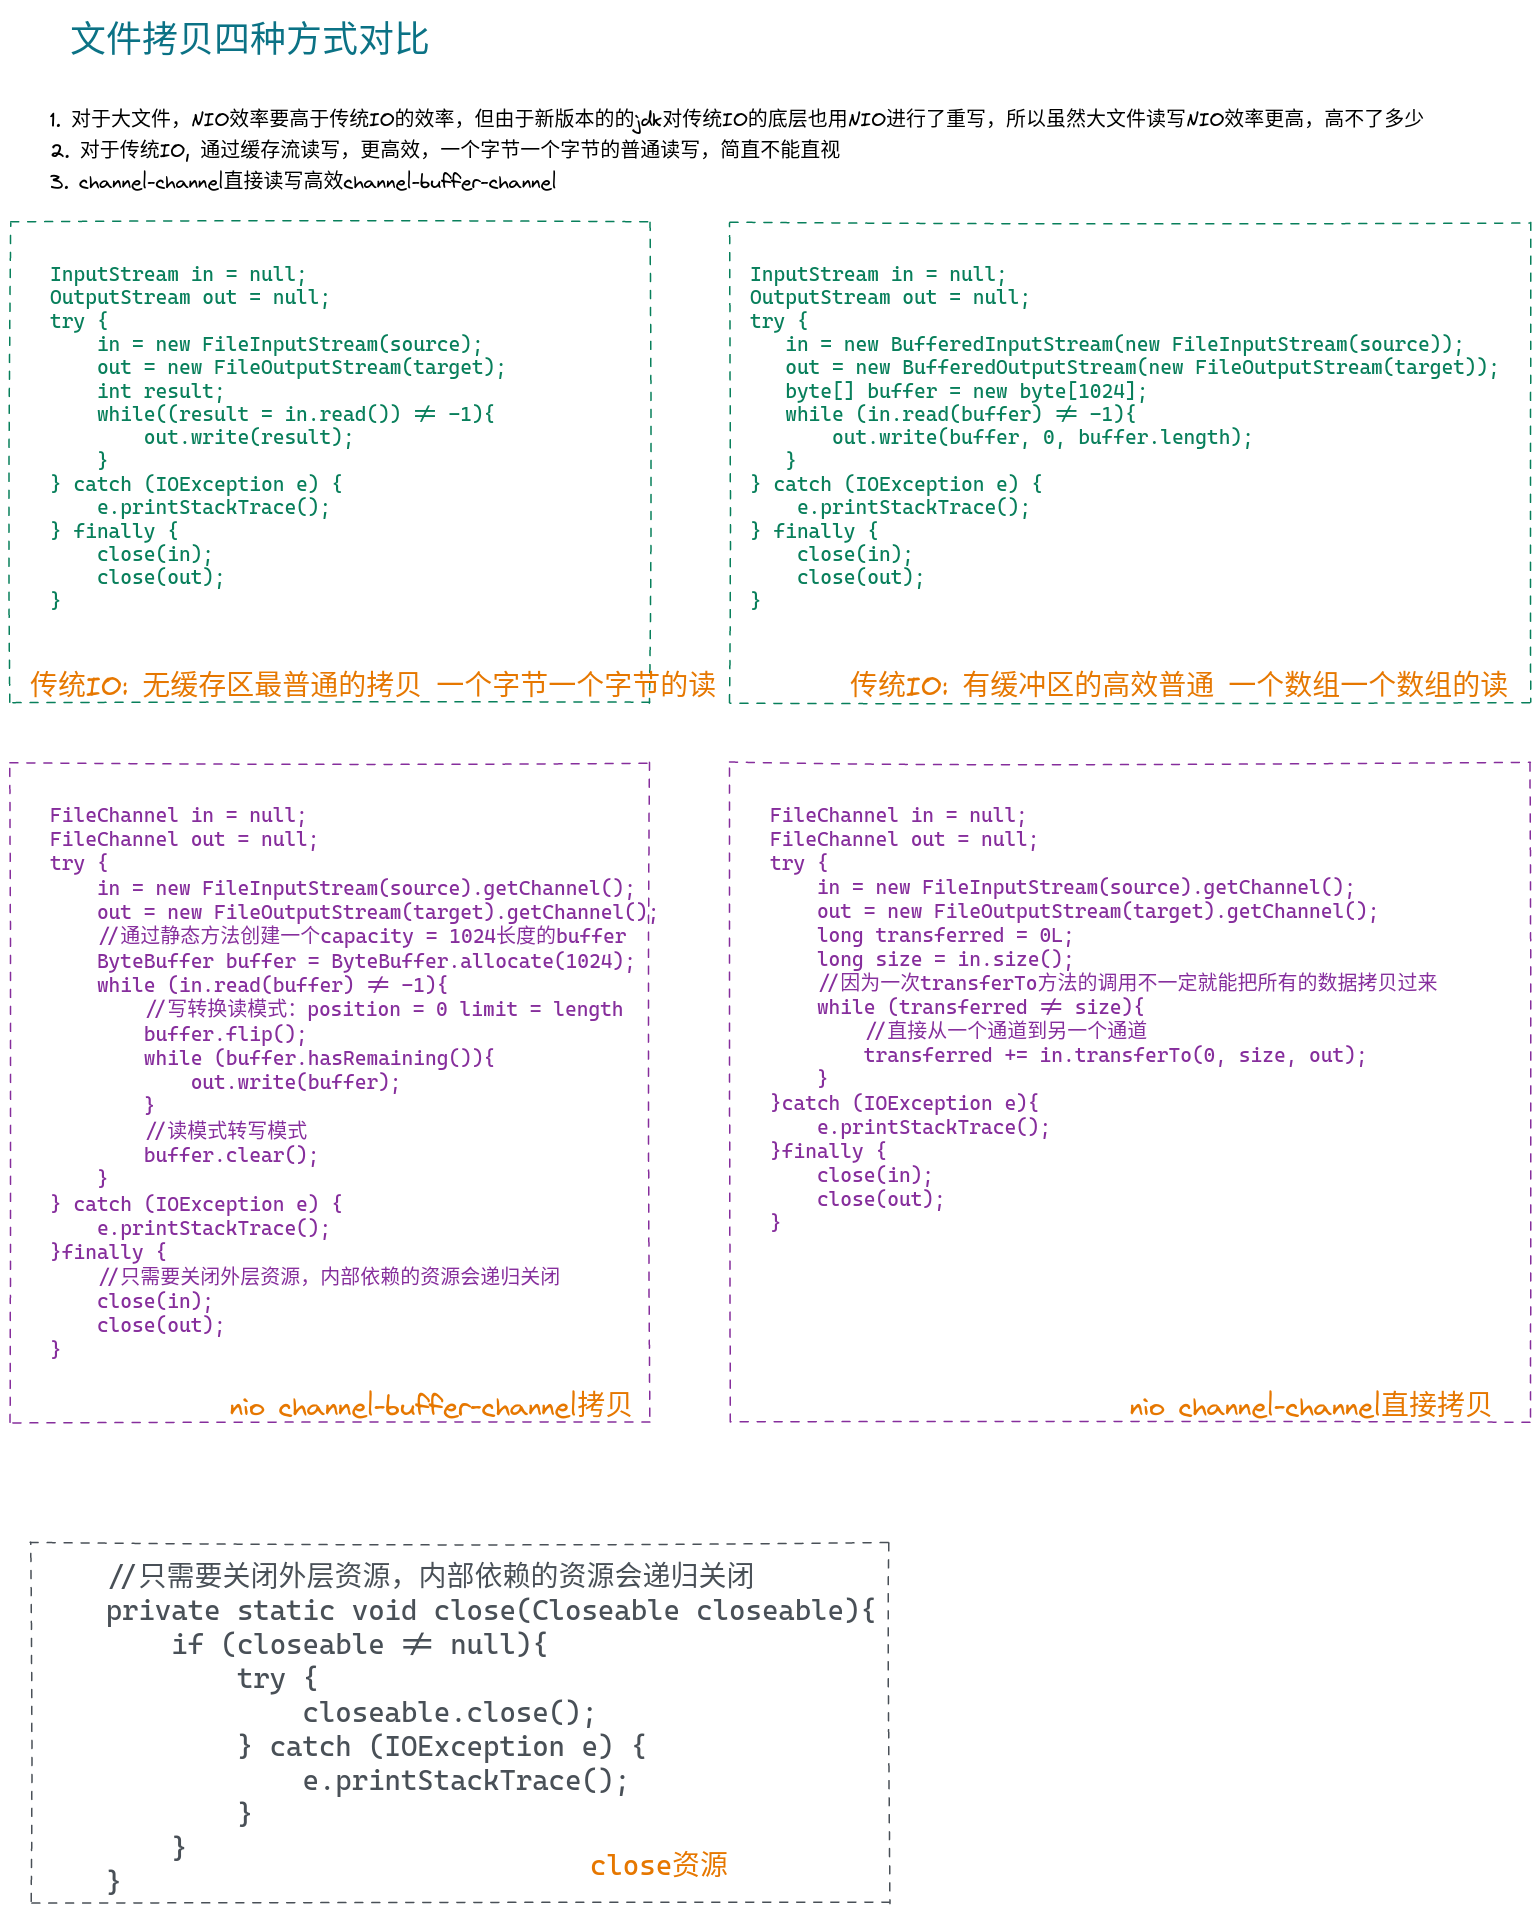 文件拷贝四种方式对比
1. 对于大文件，NIO效率要高于传统IO的效率，但由于新版本的的jdk对传统IO的底层也用NIO进行了重写，所以虽然大文件读写NIO效率更高，高不了多少
2. 对于传统IO, 通过缓存流读写，更高效，一个字节一个字节的普通读写，简直不能直视
3. channel-channel直接读写高效channel-buffer-channel
InputStream in = null;
OutputStream out = null;
try {
    in = new FileInputStream(source);
    out = new FileOutputStream(target);
    int result;
    while((result = in.read()) != -1){
        out.write(result);
    }
} catch (IOException e) {
    e.printStackTrace();
} finally {
    close(in);
    close(out);
}
传统IO: 无缓存区最普通的拷贝 一个字节一个字节的读
InputStream in = null;
OutputStream out = null;
try {
   in = new BufferedInputStream(new FileInputStream(source));
   out = new BufferedOutputStream(new FileOutputStream(target));
   byte[] buffer = new byte[1024];
   while (in.read(buffer) != -1){
       out.write(buffer, 0, buffer.length);
   }
} catch (IOException e) {
    e.printStackTrace();
} finally {
    close(in);
    close(out);
}
传统IO: 有缓冲区的高效普通 一个数组一个数组的读
FileChannel in = null;
FileChannel out = null;
try {
    in = new FileInputStream(source).getChannel();
    out = new FileOutputStream(target).getChannel();
    //通过静态方法创建一个capacity = 1024长度的buffer
    ByteBuffer buffer = ByteBuffer.allocate(1024);
    while (in.read(buffer) != -1){
        //写转换读模式：position = 0 limit = length
        buffer.flip();
        while (buffer.hasRemaining()){
            out.write(buffer);
        }
        //读模式转写模式
        buffer.clear();
    }
} catch (IOException e) {
    e.printStackTrace();
}finally {
    //只需要关闭外层资源，内部依赖的资源会递归关闭
    close(in);
    close(out);
}
nio channel-buffer-channel拷贝
FileChannel in = null;
FileChannel out = null;
try {
    in = new FileInputStream(source).getChannel();
    out = new FileOutputStream(target).getChannel();
    long transferred = 0L;
    long size = in.size();
    //因为一次transferTo方法的调用不一定就能把所有的数据拷贝过来
    while (transferred != size){
        //直接从一个通道到另一个通道
        transferred += in.transferTo(0, size, out);
    }
}catch (IOException e){
    e.printStackTrace();
}finally {
    close(in);
    close(out);
}
nio channel-channel直接拷贝
//只需要关闭外层资源，内部依赖的资源会递归关闭
private static void close(Closeable closeable){
    if (closeable != null){
        try {
            closeable.close();
        } catch (IOException e) {
            e.printStackTrace();
        }
    }
}
close资源